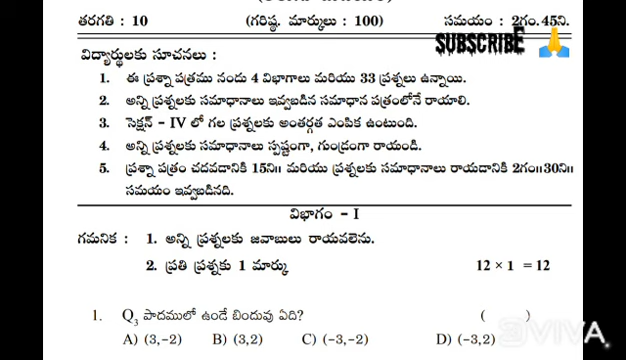 తరగతి : 10 (గరిష్ఠ మార్కులు : 100) సమయం : 2గం.45ని.
SUBSCRIBE
విద్యార్థులకు సూచనలు :
1. ఈ ప్రశ్నా పత్రము నందు 4 విభాగాలు మరియు 33 ప్రశ్నలు ఉన్నాయి.
2. అన్ని ప్రశ్నలకు సమాధానాలు ఇవ్వబడిన సమాధాన పత్రంలోనే రాయాలి.
3. సెక్షన్ - IV లో గల ప్రశ్నలకు అంతర్గత ఎంపిక ఉంటుంది.
4. అన్ని ప్రశ్నలకు సమాధానాలు స్పష్టంగా, గుండ్రంగా రాయండి.
5. ప్రశ్నా పత్రం చదవడానికి 15ని॥ మరియు ప్రశ్నలకు సమాధానాలు రాయడానికి 2గం॥30ని॥
సమయం ఇవ్వబడినది.
విభాగం - I
గమనిక : 1. అన్ని ప్రశ్నలకు జవాబులు రాయవలెను.
2. ప్రతి ప్రశ్నకు 1 మార్కు 12 × 1 = 12
1. Q3 పాదములో ఉండే బిందువు ఏది? ( )
A) (3,-2) B) (3,2) C) (-3,-2) D) (-3,2)
VIVA